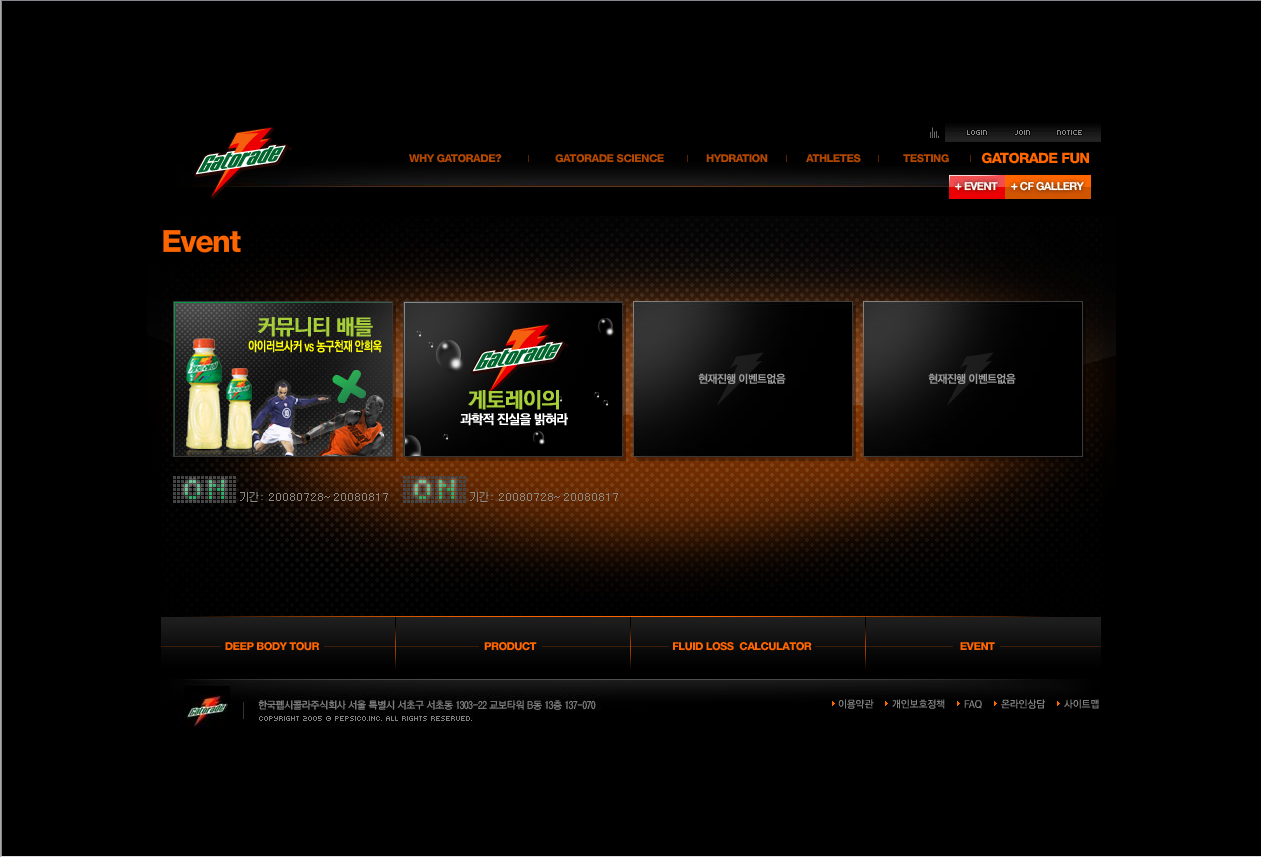 Gatorade
LOGIN JOIN NOTICE
WHY GATORADE? GATORADE SCIENCE HYDRATION ATHLETES TESTING GATORADE FUN
+ EVENT + CF GALLERY
Event
커뮤니티 배틀
아이러브사커 vs 농구천재 안희욱
Gatorade
게토레이의
과학적 진실을 밝혀라
현재진행 이벤트없음
현재진행 이벤트없음
ON 기간 : 20080728~ 20080817
ON 기간 : 20080728~ 20080817
DEEP BODY TOUR PRODUCT FLUID LOSS CALCULATOR EVENT
Gatorade
한국펩시콜라주식회사 서울 특별시 서초구 서초동 1303-22 교보타워 B동 13층 137-070
COPYRIGHT 2005 © PEPSICO.INC. ALL RIGHTS RESERVED.
이용약관 개인보호정책 FAQ 온라인상담 사이트맵